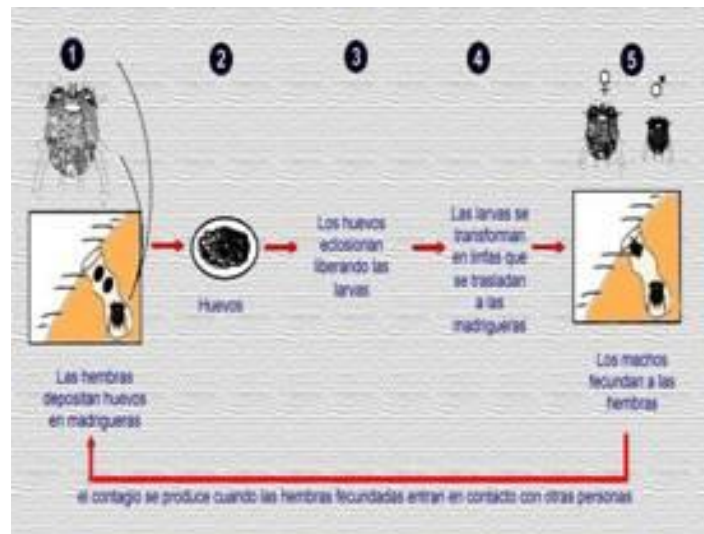 1
2
3
4
5
♀ ♂
Las hembras
depositan huevos
en madrigueras
Huevos
Los huevos
eclosionan
liberando las
larvas
Las larvas se
transforman
en linfas que
se trasladan
a las
madrigueras
Los machos
fecundan a las
hembras
el contagio se produce cuando las hembras fecundadas entran en contacto con otras personas